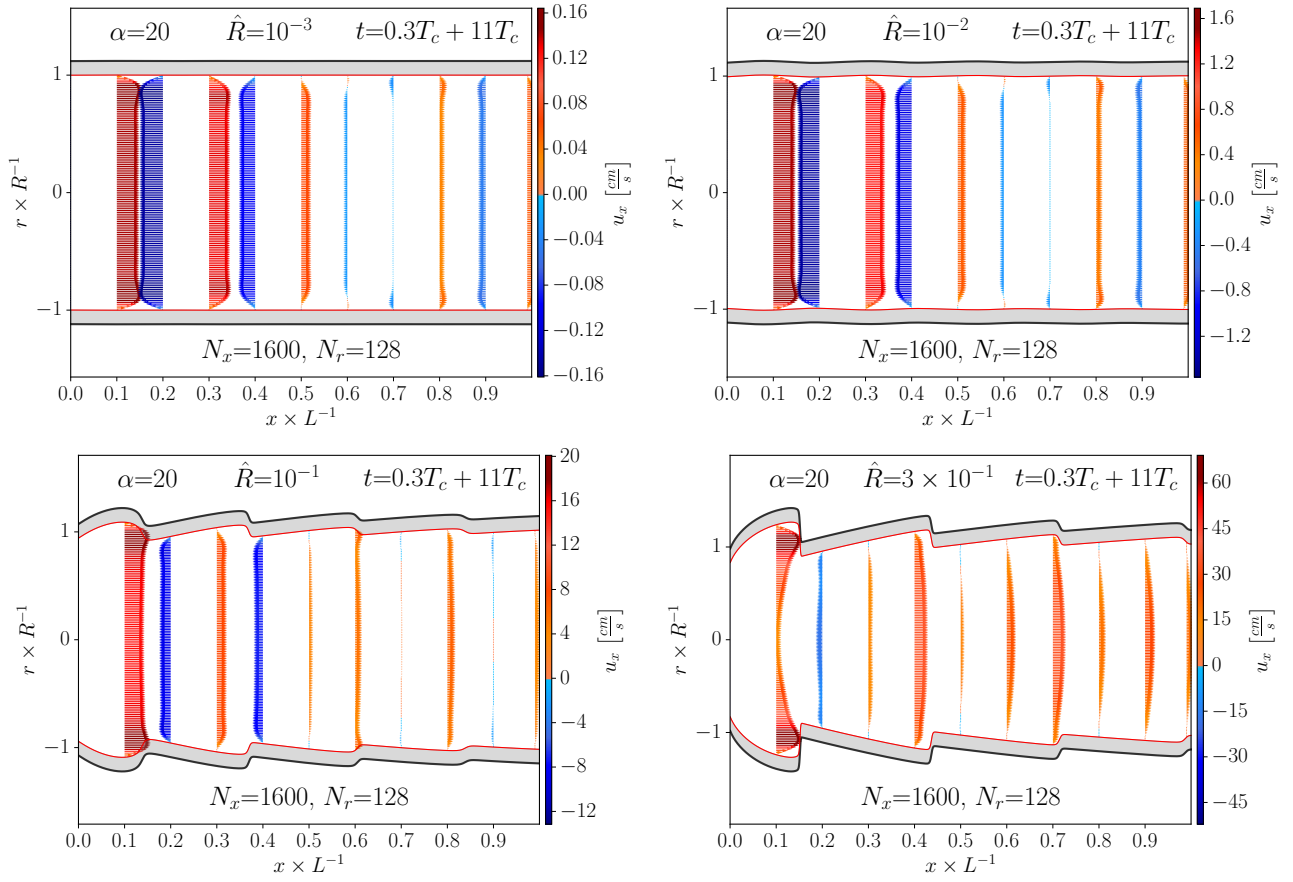 α=20 R̂=10⁻³ t=0.3T_c + 11T_c
1
0
−1
r × R⁻¹
N_x=1600, N_r=128
0.0 0.1 0.2 0.3 0.4 0.5 0.6 0.7 0.8 0.9
x × L⁻¹
0.16
0.12
0.08
0.04
0.00
−0.04
−0.08
−0.12
−0.16
u_x [cm/s]
α=20 R̂=10⁻² t=0.3T_c + 11T_c
1
0
−1
r × R⁻¹
N_x=1600, N_r=128
0.0 0.1 0.2 0.3 0.4 0.5 0.6 0.7 0.8 0.9
x × L⁻¹
1.6
1.2
0.8
0.4
0.0
−0.4
−0.8
−1.2
u_x [cm/s]
α=20 R̂=10⁻¹ t=0.3T_c + 11T_c
1
0
−1
r × R⁻¹
N_x=1600, N_r=128
0.0 0.1 0.2 0.3 0.4 0.5 0.6 0.7 0.8 0.9
x × L⁻¹
20
16
12
8
4
0
−4
−8
−12
u_x [cm/s]
α=20 R̂=3 × 10⁻¹ t=0.3T_c + 11T_c
1
0
−1
r × R⁻¹
N_x=1600, N_r=128
0.0 0.1 0.2 0.3 0.4 0.5 0.6 0.7 0.8 0.9
x × L⁻¹
60
45
30
15
0
−15
−30
−45
u_x [cm/s]